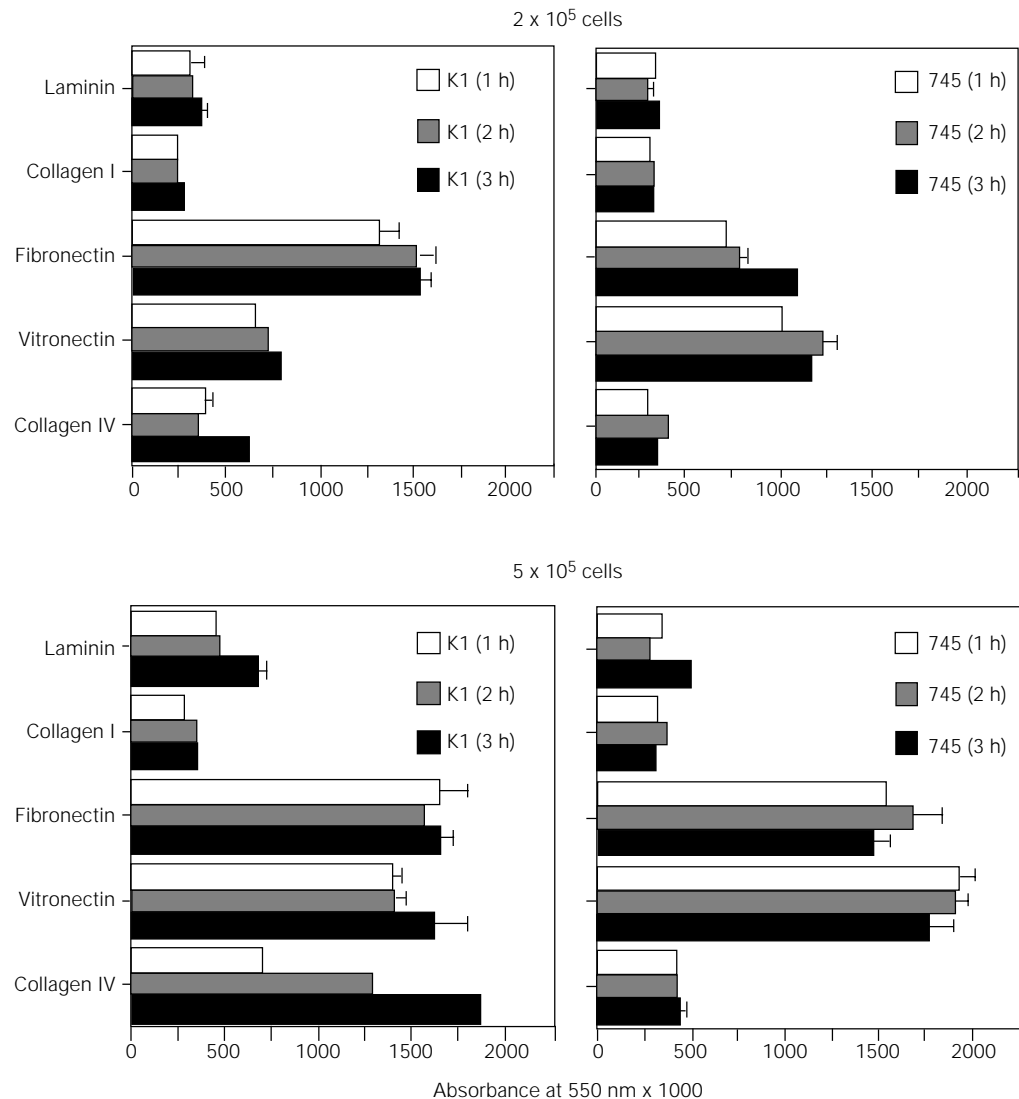 2 x 10⁵ cells
Laminin
Collagen I
Fibronectin
Vitronectin
Collagen IV
K1 (1 h)
K1 (2 h)
K1 (3 h)
0 500 1000 1500 2000
745 (1 h)
745 (2 h)
745 (3 h)
0 500 1000 1500 2000
5 x 10⁵ cells
Laminin
Collagen I
Fibronectin
Vitronectin
Collagen IV
K1 (1 h)
K1 (2 h)
K1 (3 h)
0 500 1000 1500 2000
745 (1 h)
745 (2 h)
745 (3 h)
0 500 1000 1500 2000
Absorbance at 550 nm x 1000